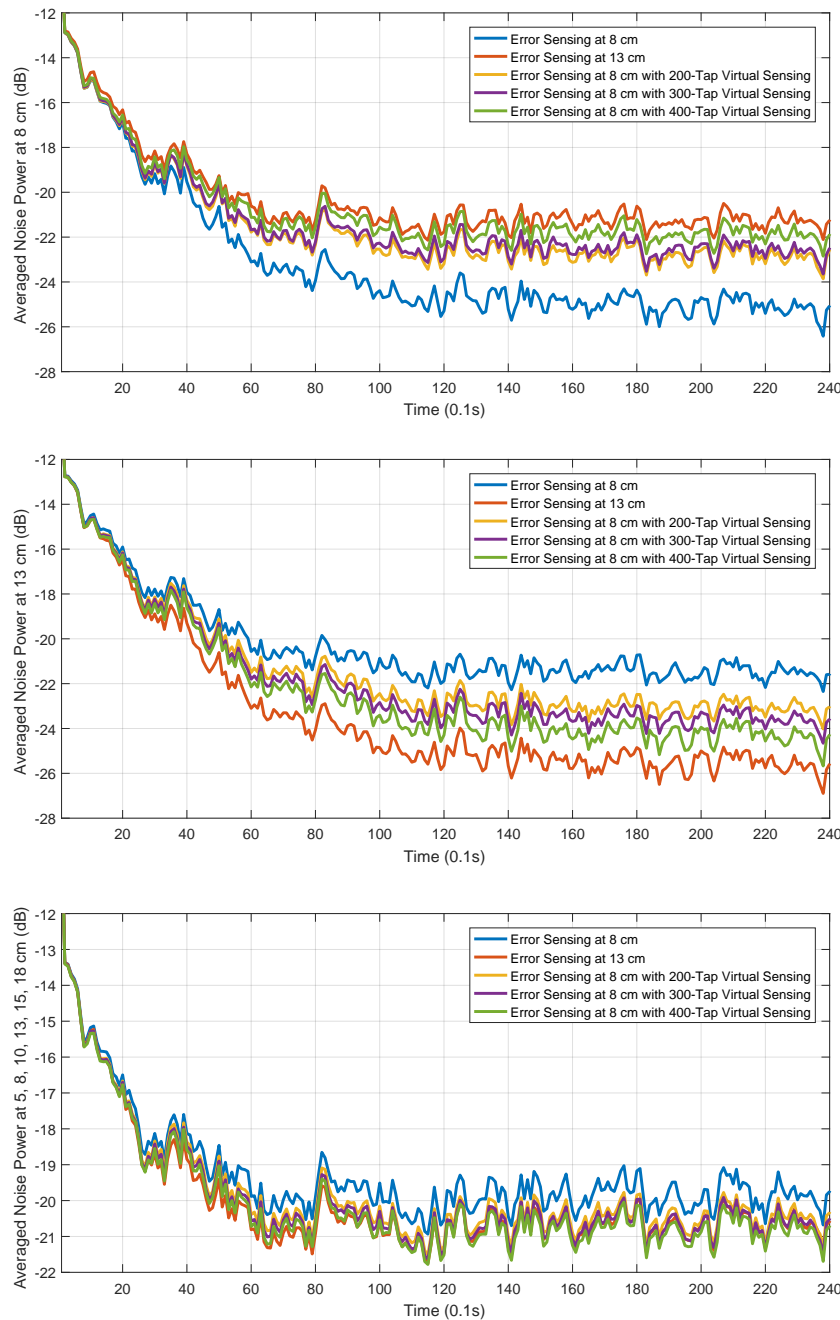 Averaged Noise Power at 8 cm (dB)
-12
-14
-16
-18
-20
-22
-24
-26
-28
Error Sensing at 8 cm
Error Sensing at 13 cm
Error Sensing at 8 cm with 200-Tap Virtual Sensing
Error Sensing at 8 cm with 300-Tap Virtual Sensing
Error Sensing at 8 cm with 400-Tap Virtual Sensing
20 40 60 80 100 120 140 160 180 200 220 240
Time (0.1s)
Averaged Noise Power at 13 cm (dB)
-12
-14
-16
-18
-20
-22
-24
-26
-28
Error Sensing at 8 cm
Error Sensing at 13 cm
Error Sensing at 8 cm with 200-Tap Virtual Sensing
Error Sensing at 8 cm with 300-Tap Virtual Sensing
Error Sensing at 8 cm with 400-Tap Virtual Sensing
20 40 60 80 100 120 140 160 180 200 220 240
Time (0.1s)
Averaged Noise Power at 5, 8, 10, 13, 15, 18 cm (dB)
-12
-13
-14
-15
-16
-17
-18
-19
-20
-21
-22
Error Sensing at 8 cm
Error Sensing at 13 cm
Error Sensing at 8 cm with 200-Tap Virtual Sensing
Error Sensing at 8 cm with 300-Tap Virtual Sensing
Error Sensing at 8 cm with 400-Tap Virtual Sensing
20 40 60 80 100 120 140 160 180 200 220 240
Time (0.1s)